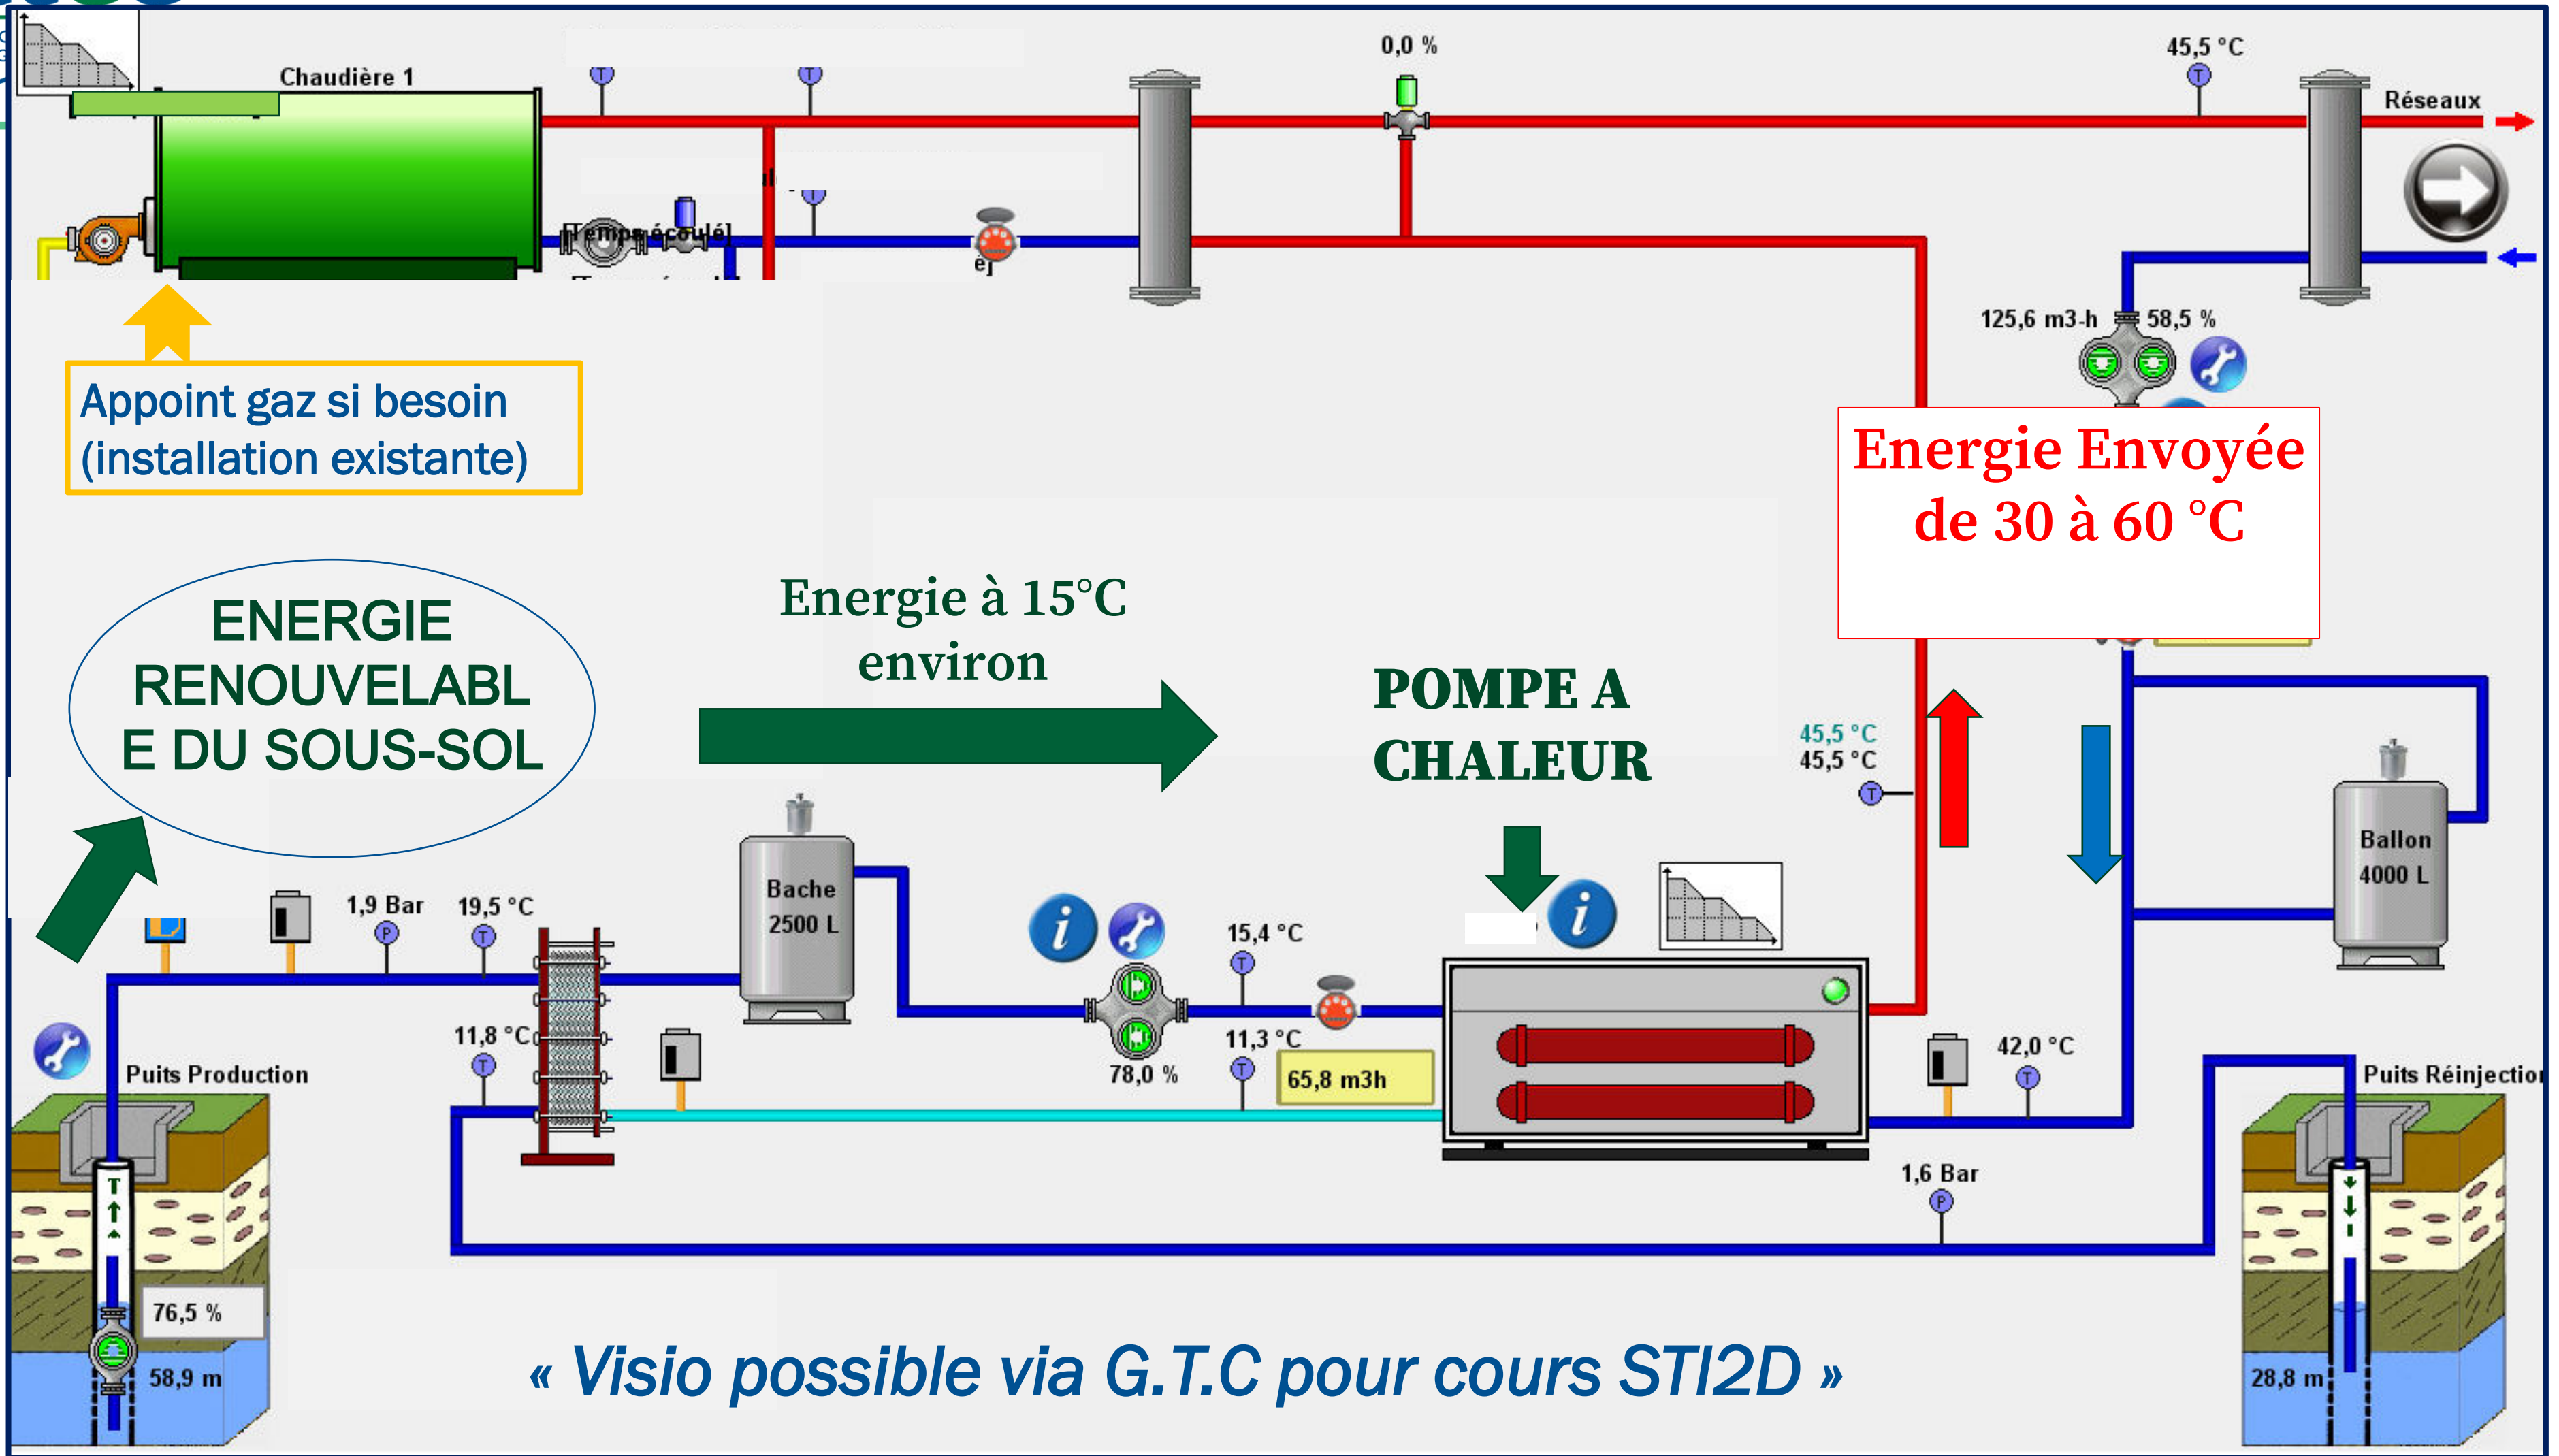 0,0 %
45,5 °C
Chaudière 1
Réseaux
[Temps écoulé]
é]
125,6 m3-h
58,5 %
Appoint gaz si besoin
(installation existante)
Energie Envoyée
de 30 à 60 °C
ENERGIE
RENOUVELABL
E DU SOUS-SOL
Energie à 15°C
environ
POMPE A
CHALEUR
45,5 °C
45,5 °C
Ballon
4000 L
Bache
2500 L
1,9 Bar
19,5 °C
15,4 °C
11,8 °C
11,3 °C
78,0 %
65,8 m3h
42,0 °C
Puits Production
Puits Réinjection
1,6 Bar
76,5 %
58,9 m
28,8 m
« Visio possible via G.T.C pour cours STI2D »